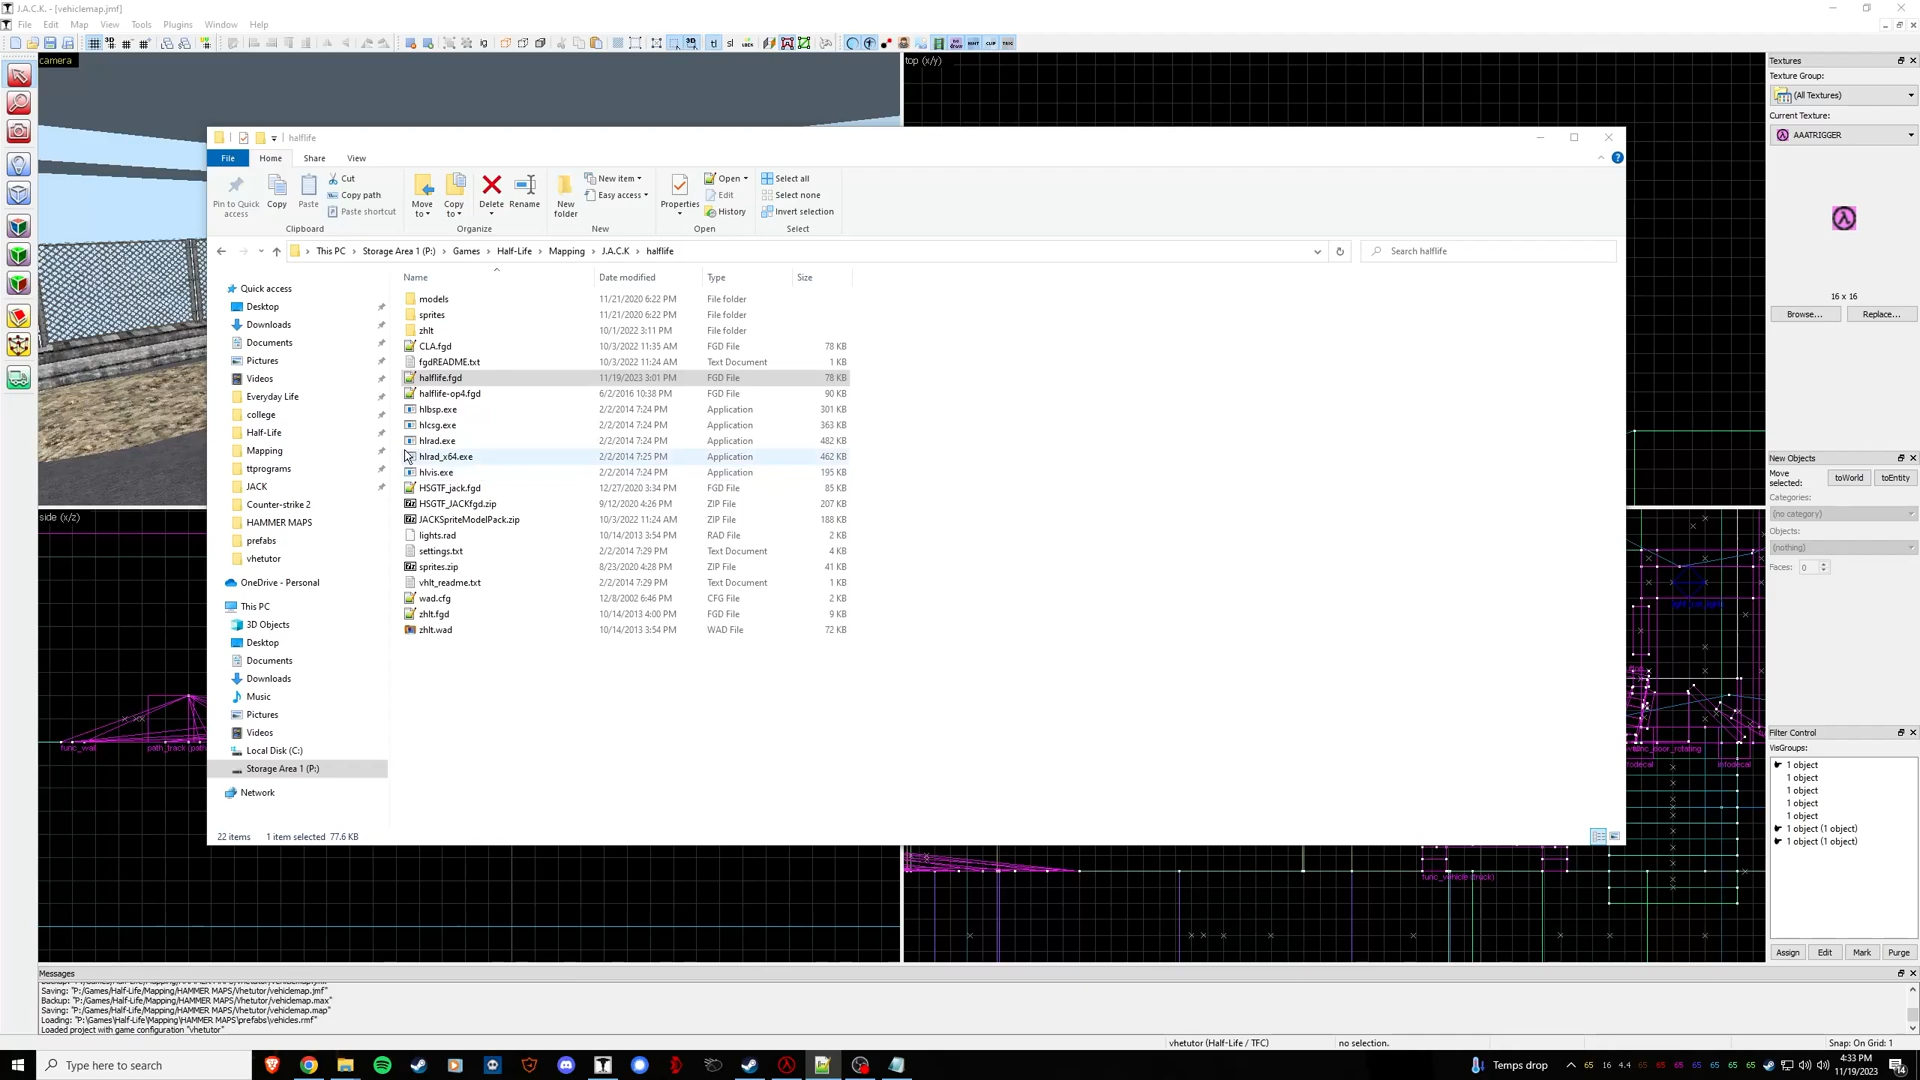 J.A.C.K. - [vehiclemap.jmf]
File Edit Map View Tools Plugins Window Help
camera
top (x/y)
side (x/z)
halflife
File Home Share View
Pin to Quick access
Copy
Paste
Cut
Copy path
Paste shortcut
Clipboard
Move to
Copy to
Delete
Rename
Organize
New folder
New item
Easy access
New
Properties
Open
Edit
History
Open
Select all
Select none
Invert selection
Select
This PC > Storage Area 1 (P:) > Games > Half-Life > Mapping > J.A.C.K > halflife
Search halflife
Name Date modified Type Size
models 11/21/2020 6:22 PM File folder
sprites 11/21/2020 6:22 PM File folder
zhlt 10/1/2022 3:11 PM File folder
CLA.fgd 10/3/2022 11:35 AM FGD File 78 KB
fgdREADME.txt 10/3/2022 11:24 AM Text Document 1 KB
halflife.fgd 11/19/2023 3:01 PM FGD File 78 KB
halflife-op4.fgd 6/2/2016 10:38 PM FGD File 90 KB
hlbsp.exe 2/2/2014 7:24 PM Application 301 KB
hlcsg.exe 2/2/2014 7:24 PM Application 363 KB
hlrad.exe 2/2/2014 7:24 PM Application 482 KB
hlrad_x64.exe 2/2/2014 7:25 PM Application 462 KB
hlvis.exe 2/2/2014 7:24 PM Application 195 KB
HSGTF_jack.fgd 12/27/2020 3:34 PM FGD File 85 KB
HSGTF_JACKfgd.zip 9/12/2020 4:26 PM ZIP File 207 KB
JACKSpriteModelPack.zip 10/3/2022 11:24 AM ZIP File 188 KB
lights.rad 10/14/2013 3:54 PM RAD File 2 KB
settings.txt 2/2/2014 7:29 PM Text Document 4 KB
sprites.zip 8/23/2020 4:28 PM ZIP File 41 KB
vhlt_readme.txt 2/2/2014 7:29 PM Text Document 1 KB
wad.cfg 12/8/2002 6:46 PM CFG File 2 KB
zhlt.fgd 10/14/2013 4:00 PM FGD File 9 KB
zhlt.wad 10/14/2013 3:54 PM WAD File 72 KB
Quick access
Desktop
Downloads
Documents
Pictures
Videos
Everyday Life
college
Half-Life
Mapping
ttprograms
JACK
Counter-strike 2
HAMMER MAPS
prefabs
vhetutor
OneDrive - Personal
This PC
3D Objects
Desktop
Documents
Downloads
Music
Pictures
Videos
Local Disk (C:)
Storage Area 1 (P:)
Network
22 items 1 item selected 77.6 KB
func_wall
func_vehicle (truck)
infodecal
Textures
Texture Group:
(All Textures)
Current Texture:
AAATRIGGER
16 x 16
Browse... Replace...
New Objects
Move selected: toWorld toEntity
Categories:
(no category)
Objects:
(nothing)
Faces: 0
Filter Control
VisGroups:
1 object
1 object
1 object
1 object
1 object
1 object (1 object)
1 object (1 object)
Assign Edit Mark Purge
Messages
Saving: "P:/Games/Half-Life/Mapping/HAMMER MAPS/Vhetutor/vehiclemap.jmf"
Backup: "P:/Games/Half-Life/Mapping/HAMMER MAPS/Vhetutor/vehiclemap.max"
Saving: "P:/Games/Half-Life/Mapping/HAMMER MAPS/Vhetutor/vehiclemap.map"
Loading: "P:\Games\Half-Life\Mapping\HAMMER MAPS\prefabs\vehicles.rmf"
Loaded project with game configuration "vhetutor"
vhetutor (Half-Life / TFC) no selection. Snap: On Grid: 1
Type here to search
Temps drop
65 16 4.4 65 65 65 65 65 65 65
4:33 PM
11/19/2023